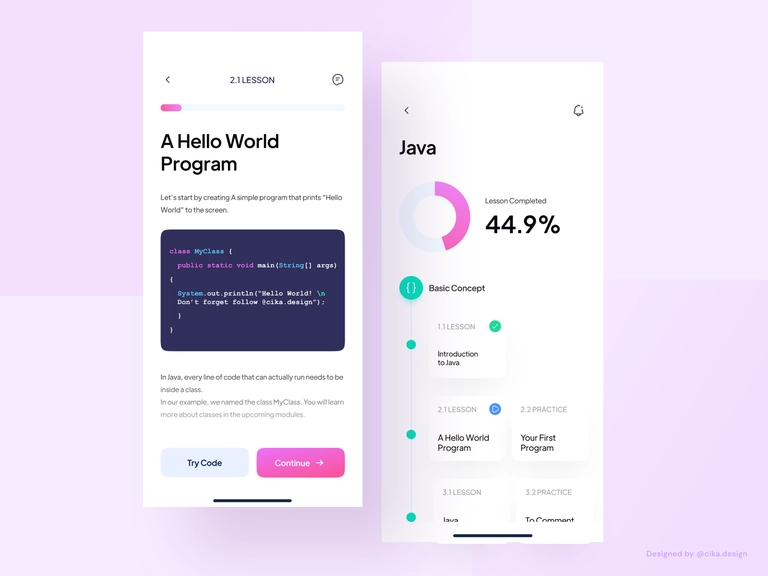 2.1 LESSON
A Hello World
Program
Let's start by creating A simple program that prints "Hello
World" to the screen.
class MyClass {
public static void main(String[] args)
{
System.out.println("Hello World! \n
Don't forget follow @cika.design");
}
}
In Java, every line of code that can actually run needs to be
inside a class.
In our example, we named the class MyClass. You will learn
more about classes in the upcoming modules.
Try Code
Continue
Java
Lesson Completed
44.9%
{ }
Basic Concept
1.1 LESSON
Introduction
to Java
2.1 LESSON
A Hello World
Program
2.2 PRACTICE
Your First
Program
3.1 LESSON
Java
3.2 PRACTICE
To Comment
Designed by @cika.design